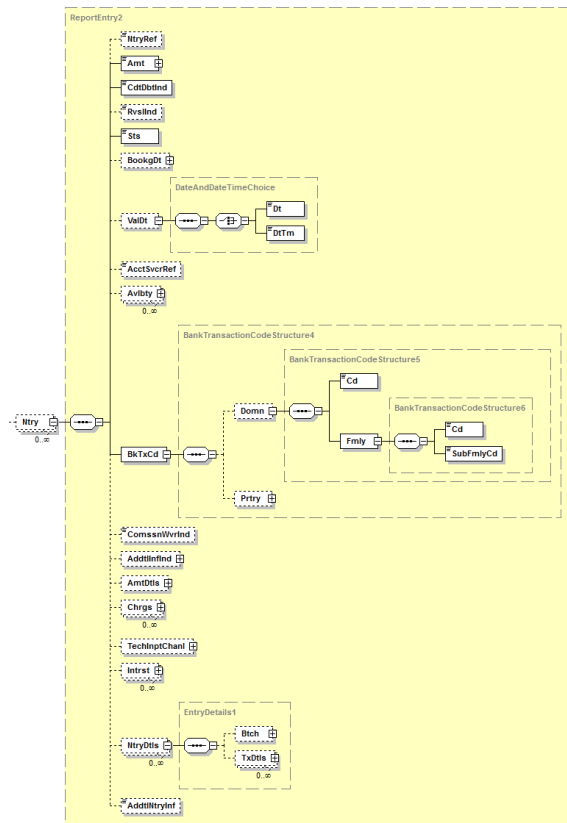 ReportEntry2
NtryRef
Amt
CdtDbtInd
RvslInd
Sts
BookgDt
DateAndDateTimeChoice
ValDt
Dt
DtTm
AcctSvcrRef
Avlbty
0..∞
BankTransactionCodeStructure4
BankTransactionCodeStructure5
Cd
Domn
BankTransactionCodeStructure6
Ntry
0..∞
Fmly
Cd
SubFmlyCd
BkTxCd
Prtry
ComssnWvrInd
AddtlInfInd
AmtDtls
Chrgs
0..∞
TechInptChanl
Intrst
0..∞
EntryDetails1
NtryDtls
0..∞
Btch
TxDtls
0..∞
AddtlNtryInf